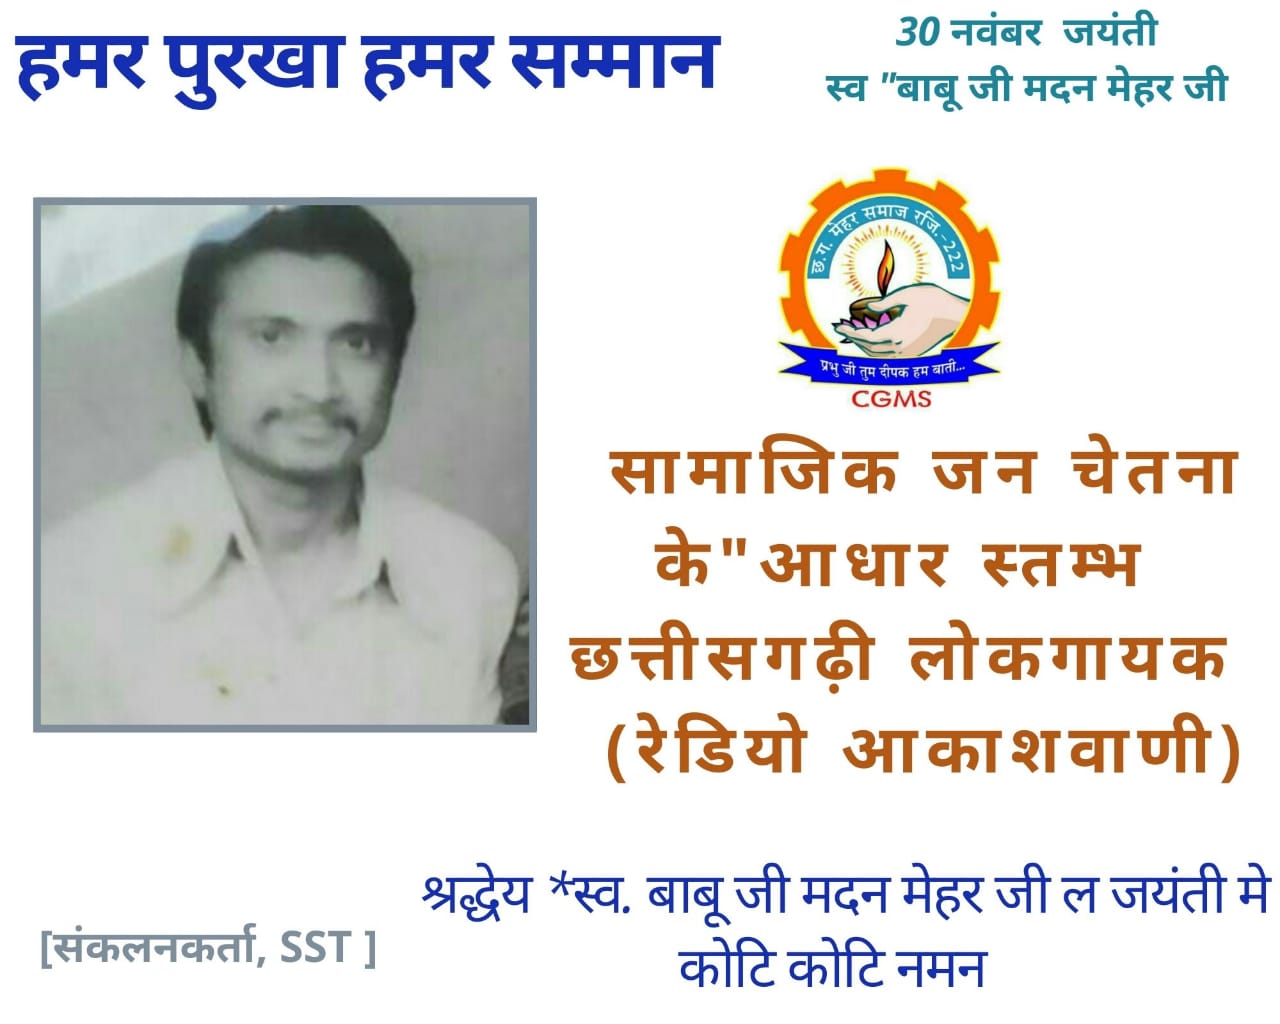 हमर पुरखा हमर सम्मान
30 नवंबर जयंती
स्व "बाबू जी मदन मेहर जी
छ.ग. मेहर समाज रजि.-222
प्रभु जी तुम दीपक हम बाती...
CGMS
सामाजिक जन चेतना
के"आधार स्तम्भ
छत्तीसगढ़ी लोकगायक
(रेडियो आकाशवाणी)
श्रद्धेय *स्व. बाबू जी मदन मेहर जी ल जयंती मे
कोटि कोटि नमन
[संकलनकर्ता, SST ]